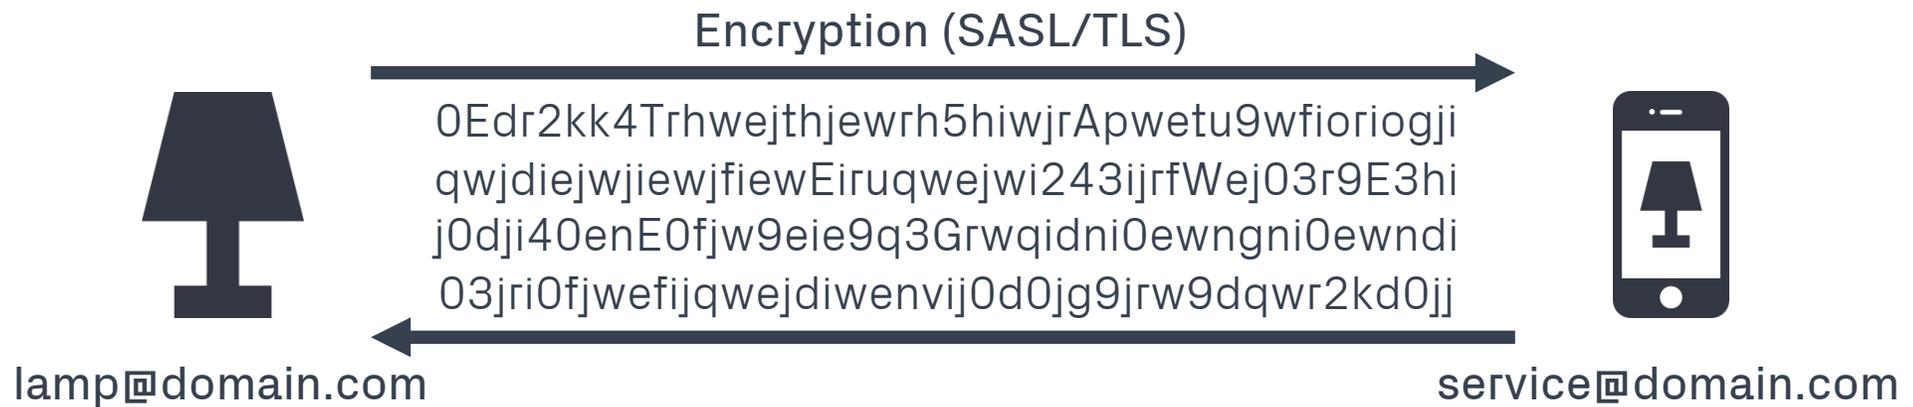 Encryption (SASL/TLS)
0Edr2kk4Trhwejthjewrh5hiwjrApwetu9wfioriogji
qwjdiejwjiewjfiewEiruqwejwi243ijrfWej03r9E3hi
j0dji40enE0fjw9eie9q3Grwqidni0ewngni0ewndi
03jri0fjwefijqwejdiwenvij0d0jg9jrw9dqwr2kd0jj
lamp@domain.com
service@domain.com